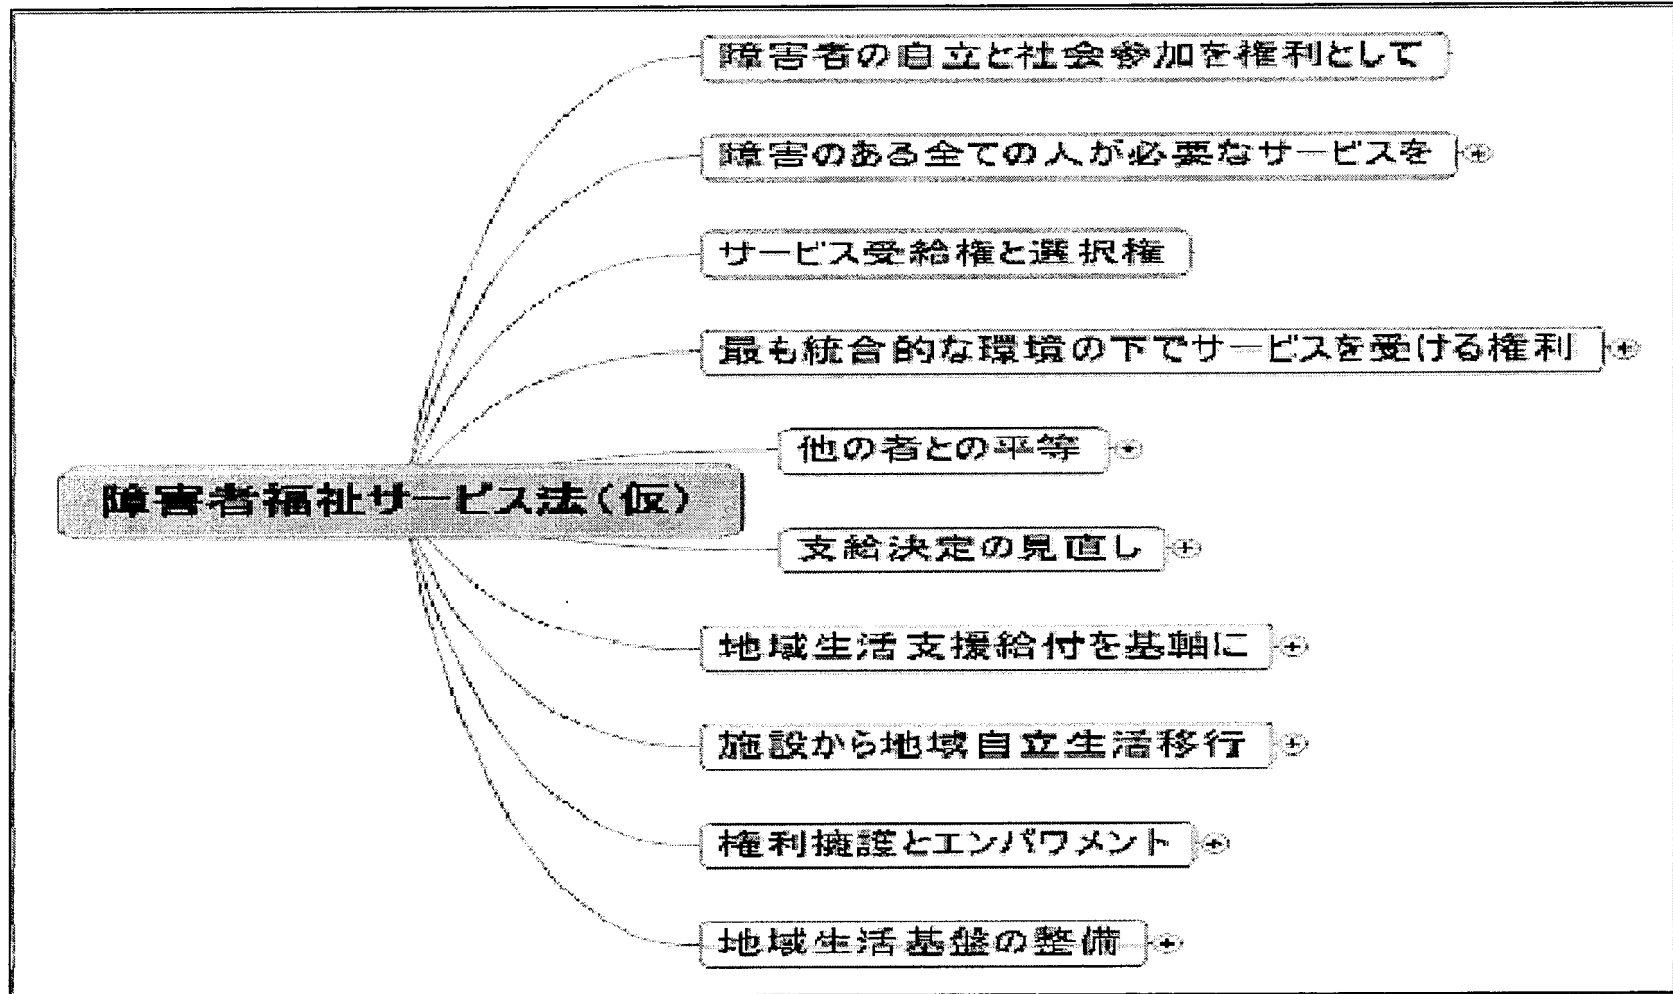 障害者の自立と社会参加を権利として
障害のある全ての人が必要なサービスを
サービス受給権と選択権
最も統合的な環境の下でサービスを受ける権利
他の者との平等
障害者福祉サービス法(仮)
支給決定の見直し
地域生活支援給付を基軸に
施設から地域自立生活移行
権利擁護とエンパワメント
地域生活基盤の整備